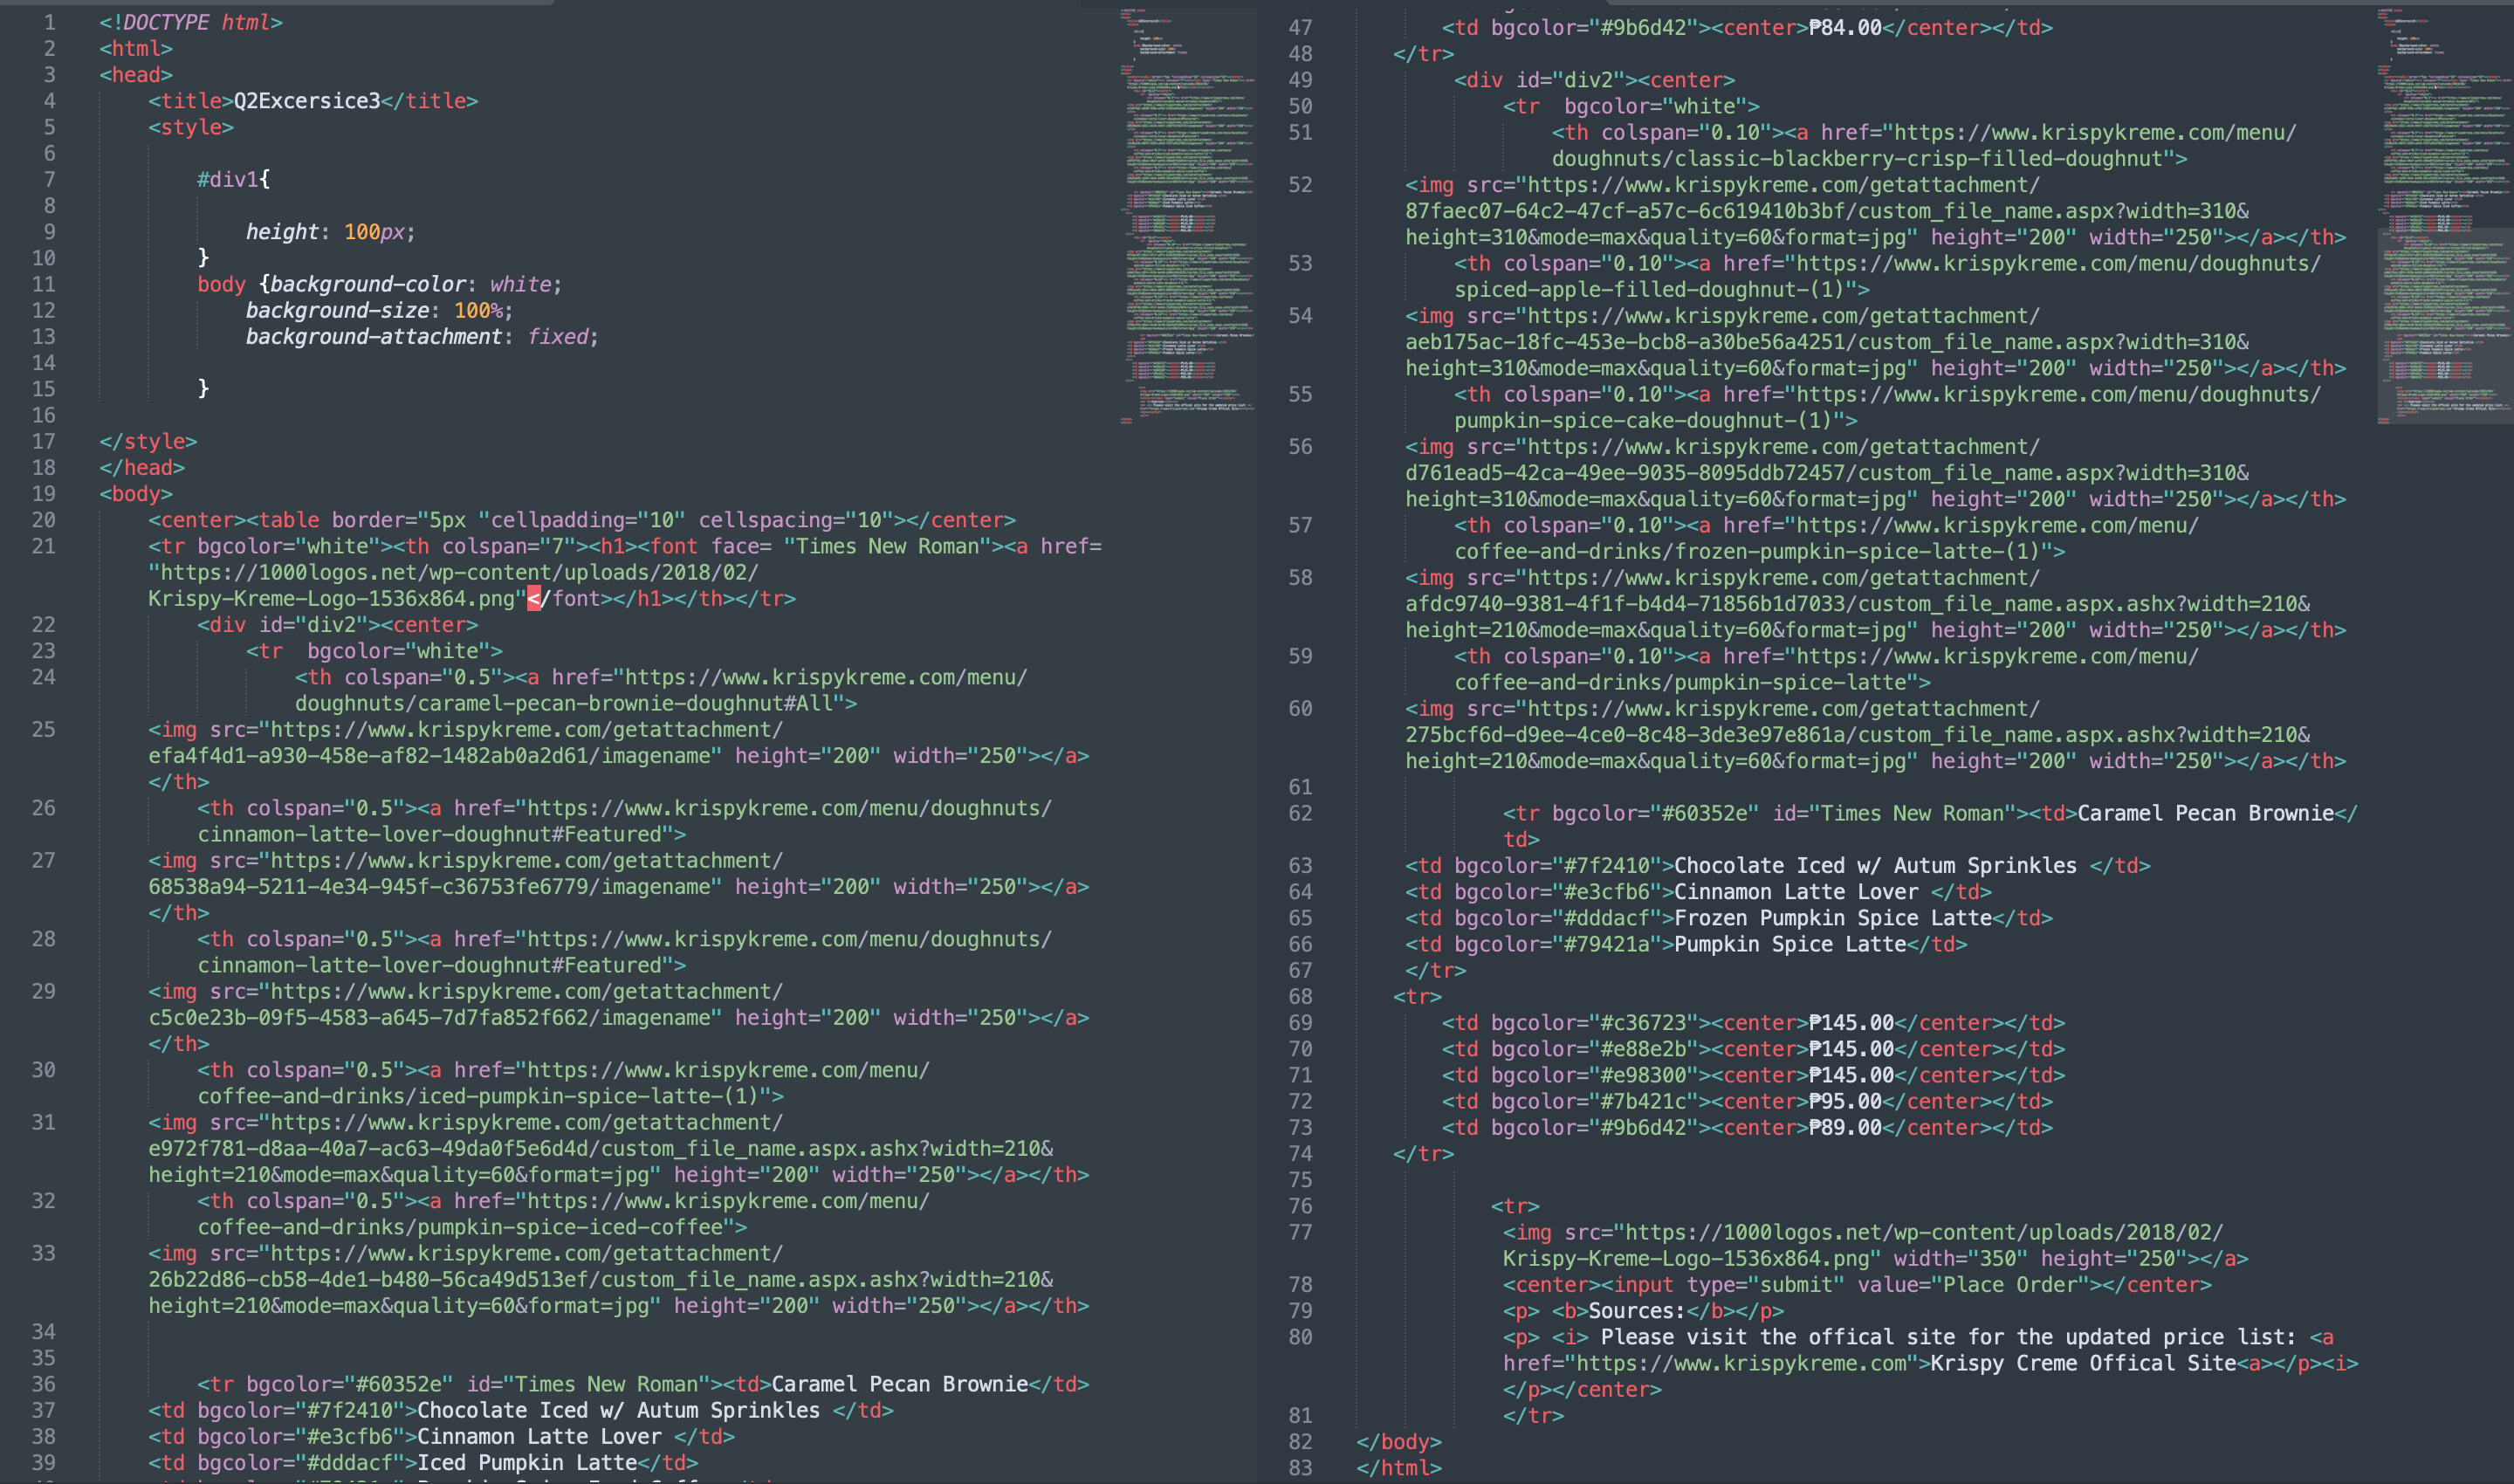 1 <!DOCTYPE html>
2 <html>
3 <head>
4 <title>Q2Excersice3</title>
5 <style>
6
7 #div1{
8
9 height: 100px;
10 }
11 body {background-color: white;
12 background-size: 100%;
13 background-attachment: fixed;
14
15 }
16
17 </style>
18 </head>
19 <body>
20 <center><table border="5px "cellpadding="10" cellspacing="10"></center>
21 <tr bgcolor="white"><th colspan="7"><h1><font face= "Times New Roman"><a href=
"https://1000logos.net/wp-content/uploads/2018/02/
Krispy-Kreme-Logo-1536x864.png"</font></h1></th></tr>
22 <div id="div2"><center>
23 <tr  bgcolor="white">
24 <th colspan="0.5"><a href="https://www.krispykreme.com/menu/
doughnuts/caramel-pecan-brownie-doughnut#All">
25 <img src="https://www.krispykreme.com/getattachment/
efa4f4d1-a930-458e-af82-1482ab0a2d61/imagename" height="200" width="250"></a>
</th>
26 <th colspan="0.5"><a href="https://www.krispykreme.com/menu/doughnuts/
cinnamon-latte-lover-doughnut#Featured">
27 <img src="https://www.krispykreme.com/getattachment/
68538a94-5211-4e34-945f-c36753fe6779/imagename" height="200" width="250"></a>
</th>
28 <th colspan="0.5"><a href="https://www.krispykreme.com/menu/doughnuts/
cinnamon-latte-lover-doughnut#Featured">
29 <img src="https://www.krispykreme.com/getattachment/
c5c0e23b-09f5-4583-a645-7d7fa852f662/imagename" height="200" width="250"></a>
</th>
30 <th colspan="0.5"><a href="https://www.krispykreme.com/menu/
coffee-and-drinks/iced-pumpkin-spice-latte-(1)">
31 <img src="https://www.krispykreme.com/getattachment/
e972f781-d8aa-40a7-ac63-49da0f5e6d4d/custom_file_name.aspx.ashx?width=210&
height=210&mode=max&quality=60&format=jpg" height="200" width="250"></a></th>
32 <th colspan="0.5"><a href="https://www.krispykreme.com/menu/
coffee-and-drinks/pumpkin-spice-iced-coffee">
33 <img src="https://www.krispykreme.com/getattachment/
26b22d86-cb58-4de1-b480-56ca49d513ef/custom_file_name.aspx.ashx?width=210&
height=210&mode=max&quality=60&format=jpg" height="200" width="250"></a></th>
34
35
36 <tr bgcolor="#60352e" id="Times New Roman"><td>Caramel Pecan Brownie</td>
37 <td bgcolor="#7f2410">Chocolate Iced w/ Autum Sprinkles </td>
38 <td bgcolor="#e3cfb6">Cinnamon Latte Lover </td>
39 <td bgcolor="#dddacf">Iced Pumpkin Latte</td>
47 <td bgcolor="#9b6d42"><center>₱84.00</center></td>
48 </tr>
49 <div id="div2"><center>
50 <tr  bgcolor="white">
51 <th colspan="0.10"><a href="https://www.krispykreme.com/menu/
doughnuts/classic-blackberry-crisp-filled-doughnut">
52 <img src="https://www.krispykreme.com/getattachment/
87faec07-64c2-47cf-a57c-6c619410b3bf/custom_file_name.aspx?width=310&
height=310&mode=max&quality=60&format=jpg" height="200" width="250"></a></th>
53 <th colspan="0.10"><a href="https://www.krispykreme.com/menu/doughnuts/
spiced-apple-filled-doughnut-(1)">
54 <img src="https://www.krispykreme.com/getattachment/
aeb175ac-18fc-453e-bcb8-a30be56a4251/custom_file_name.aspx?width=310&
height=310&mode=max&quality=60&format=jpg" height="200" width="250"></a></th>
55 <th colspan="0.10"><a href="https://www.krispykreme.com/menu/doughnuts/
pumpkin-spice-cake-doughnut-(1)">
56 <img src="https://www.krispykreme.com/getattachment/
d761ead5-42ca-49ee-9035-8095ddb72457/custom_file_name.aspx?width=310&
height=310&mode=max&quality=60&format=jpg" height="200" width="250"></a></th>
57 <th colspan="0.10"><a href="https://www.krispykreme.com/menu/
coffee-and-drinks/frozen-pumpkin-spice-latte-(1)">
58 <img src="https://www.krispykreme.com/getattachment/
afdc9740-9381-4f1f-b4d4-71856b1d7033/custom_file_name.aspx.ashx?width=210&
height=210&mode=max&quality=60&format=jpg" height="200" width="250"></a></th>
59 <th colspan="0.10"><a href="https://www.krispykreme.com/menu/
coffee-and-drinks/pumpkin-spice-latte">
60 <img src="https://www.krispykreme.com/getattachment/
275bcf6d-d9ee-4ce0-8c48-3de3e97e861a/custom_file_name.aspx.ashx?width=210&
height=210&mode=max&quality=60&format=jpg" height="200" width="250"></a></th>
61
62 <tr bgcolor="#60352e" id="Times New Roman"><td>Caramel Pecan Brownie</
td>
63 <td bgcolor="#7f2410">Chocolate Iced w/ Autum Sprinkles </td>
64 <td bgcolor="#e3cfb6">Cinnamon Latte Lover </td>
65 <td bgcolor="#dddacf">Frozen Pumpkin Spice Latte</td>
66 <td bgcolor="#79421a">Pumpkin Spice Latte</td>
67 </tr>
68 <tr>
69 <td bgcolor="#c36723"><center>₱145.00</center></td>
70 <td bgcolor="#e88e2b"><center>₱145.00</center></td>
71 <td bgcolor="#e98300"><center>₱145.00</center></td>
72 <td bgcolor="#7b421c"><center>₱95.00</center></td>
73 <td bgcolor="#9b6d42"><center>₱89.00</center></td>
74 </tr>
75
76 <tr>
77 <img src="https://1000logos.net/wp-content/uploads/2018/02/
Krispy-Kreme-Logo-1536x864.png" width="350" height="250"></a>
78 <center><input type="submit" value="Place Order"></center>
79 <p> <b>Sources:</b></p>
80 <p> <i> Please visit the offical site for the updated price list: <a
href="https://www.krispykreme.com">Krispy Creme Offical Site<a></p><i>
</p></center>
81 </tr>
82 </body>
83 </html>